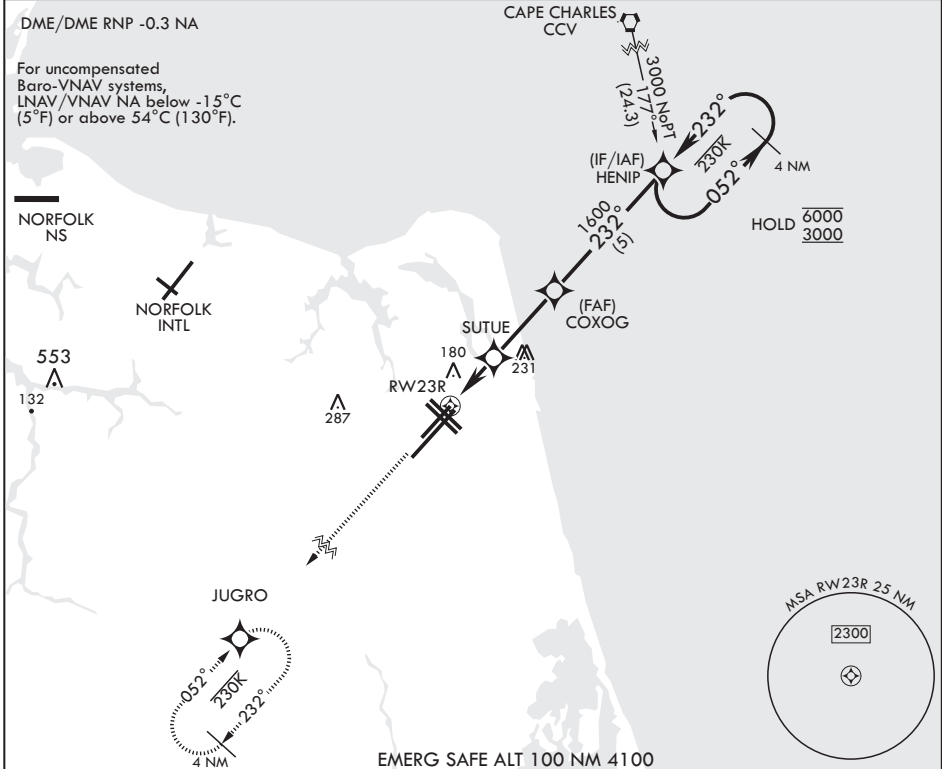 DME/DME RNP -0.3 NA
For uncompensated
Baro-VNAV systems,
LNAV/VNAV NA below -15°C
(5°F) or above 54°C (130°F).
CAPE CHARLES
CCV
3000 NoPT
177°
(24.3)
(IF/IAF)
HENIP
232°
230K
052°
4 NM
HOLD 6000
3000
1600
232°
(5)
NORFOLK
NS
NORFOLK
INTL
(FAF)
COXOG
SUTUE
180
231
RW23R
553
132
287
JUGRO
052°
230K
232°
4 NM
MSA RW23R 25 NM
2300
EMERG SAFE ALT 100 NM 4100